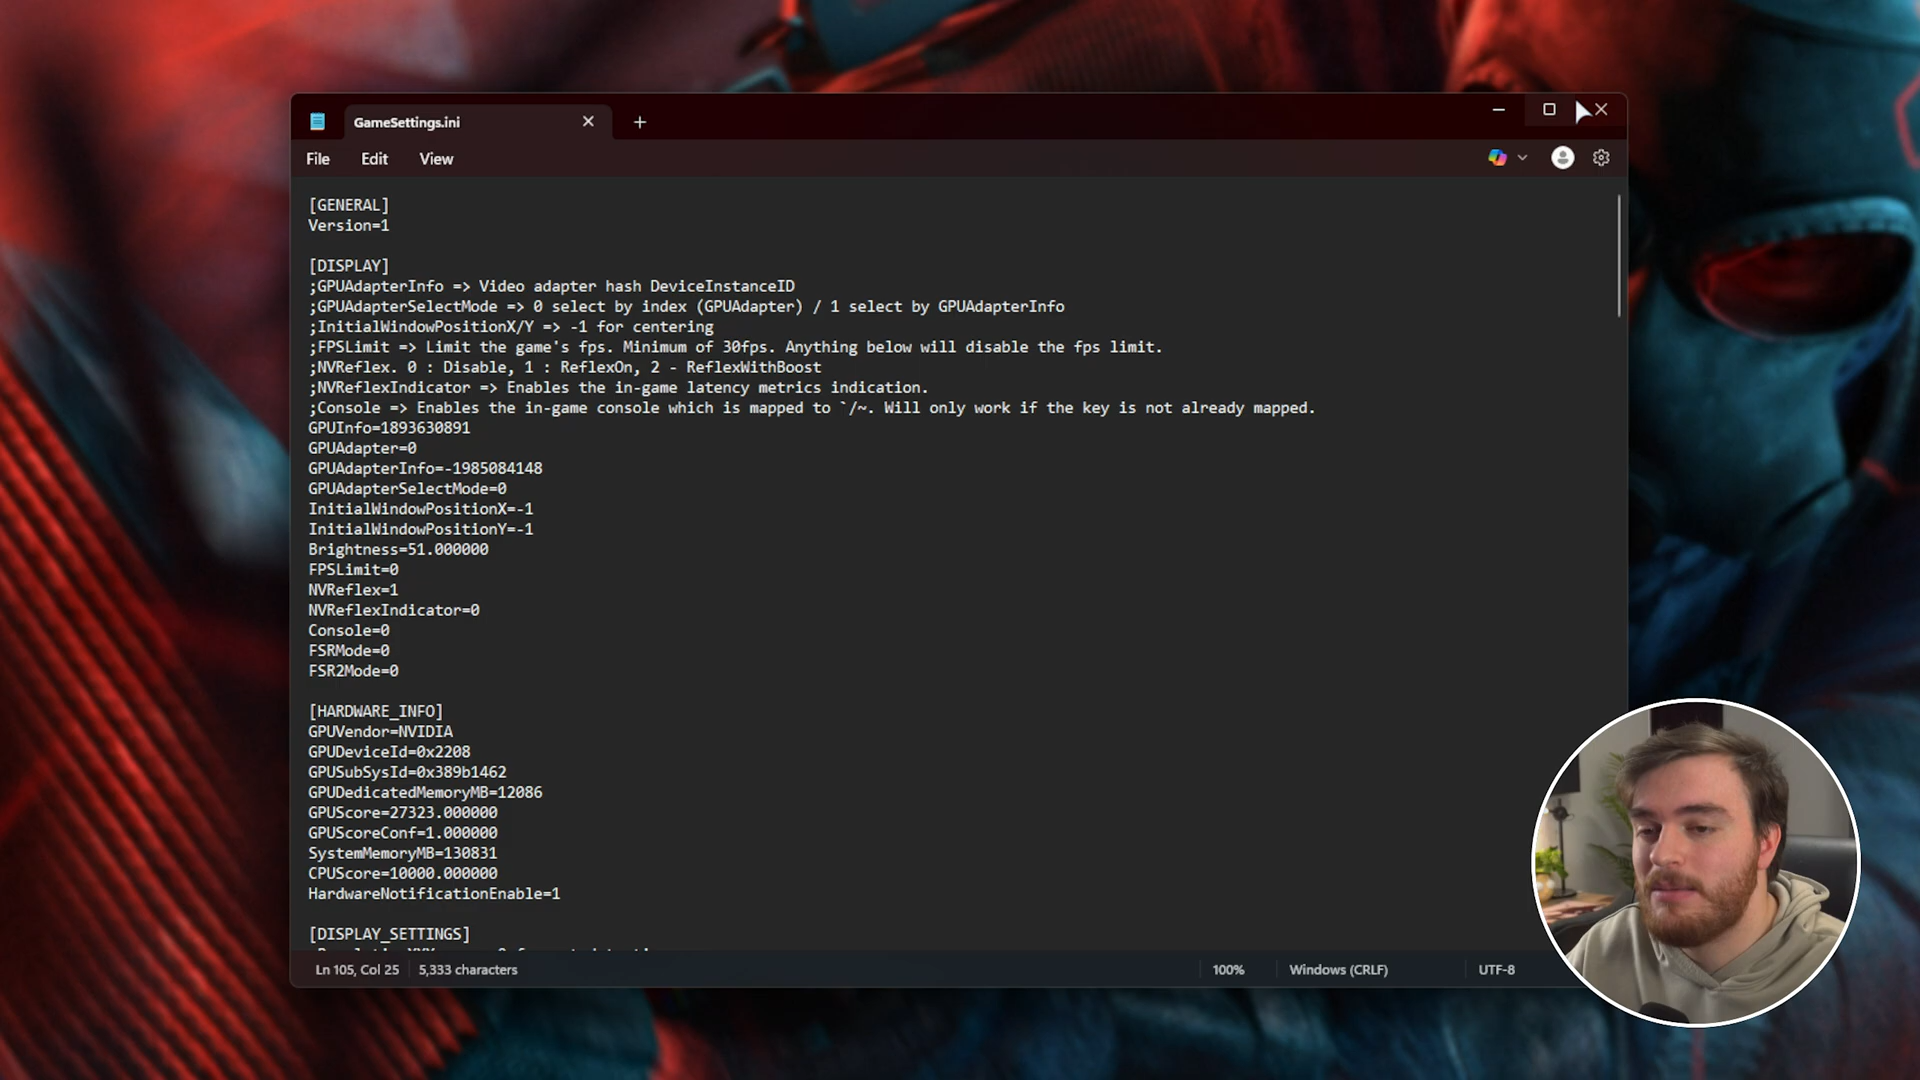 GameSettings.ini
File Edit View
[GENERAL]
Version=1
[DISPLAY]
;GPUAdapterInfo => Video adapter hash DeviceInstanceID
;GPUAdapterSelectMode => 0 select by index (GPUAdapter) / 1 select by GPUAdapterInfo
;InitialWindowPositionX/Y => -1 for centering
;FPSLimit => Limit the game's fps. Minimum of 30fps. Anything below will disable the fps limit.
;NVReflex. 0 : Disable, 1 : ReflexOn, 2 - ReflexWithBoost
;NVReflexIndicator => Enables the in-game latency metrics indication.
;Console => Enables the in-game console which is mapped to `/~. Will only work if the key is not already mapped.
GPUInfo=1893630891
GPUAdapter=0
GPUAdapterInfo=-1985084148
GPUAdapterSelectMode=0
InitialWindowPositionX=-1
InitialWindowPositionY=-1
Brightness=51.000000
FPSLimit=0
NVReflex=1
NVReflexIndicator=0
Console=0
FSRMode=0
FSR2Mode=0
[HARDWARE_INFO]
GPUVendor=NVIDIA
GPUDeviceId=0x2208
GPUSubSysId=0x389b1462
GPUDedicatedMemoryMB=12086
GPUScore=27323.000000
GPUScoreConf=1.000000
SystemMemoryMB=130831
CPUScore=10000.000000
HardwareNotificationEnable=1
[DISPLAY_SETTINGS]
Ln 105, Col 25 5,333 characters 100% Windows (CRLF) UTF-8